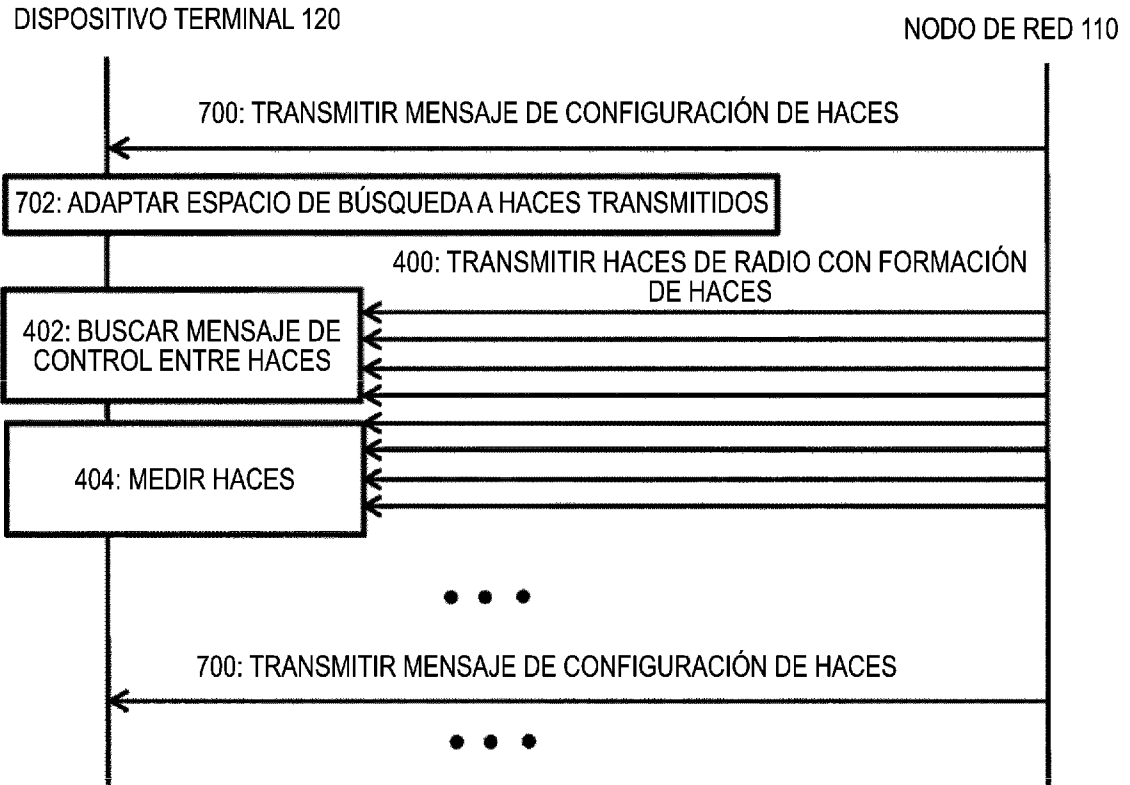 DISPOSITIVO TERMINAL 120
NODO DE RED 110
700: TRANSMITIR MENSAJE DE CONFIGURACIÓN DE HACES
702: ADAPTAR ESPACIO DE BÚSQUEDA A HACES TRANSMITIDOS
400: TRANSMITIR HACES DE RADIO CON FORMACIÓN
DE HACES
402: BUSCAR MENSAJE DE
CONTROL ENTRE HACES
404: MEDIR HACES
700: TRANSMITIR MENSAJE DE CONFIGURACIÓN DE HACES